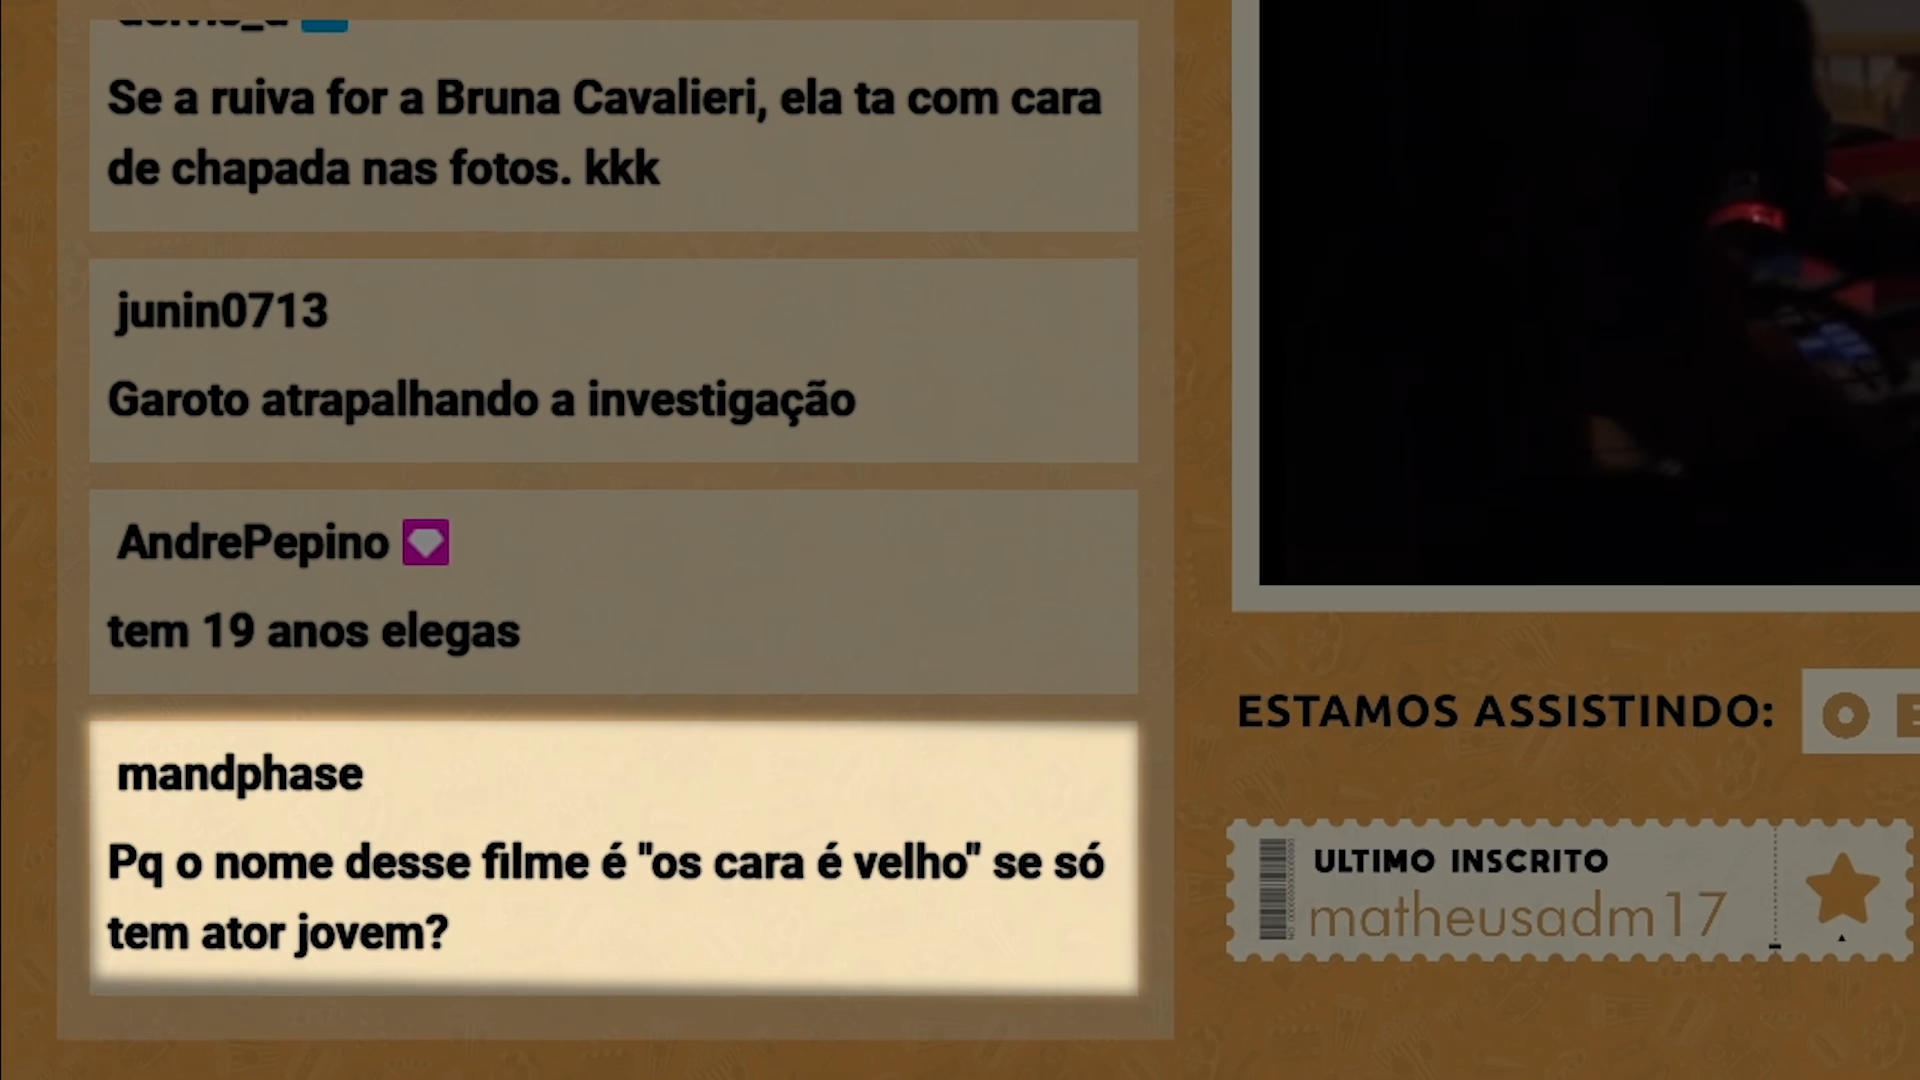 Se a ruiva for a Bruna Cavalieri, ela ta com cara
de chapada nas fotos. kkk
junin0713
Garoto atrapalhando a investigação
AndrePepino
tem 19 anos elegas
mandphase
Pq o nome desse filme é "os cara é velho" se só
tem ator jovem?
ESTAMOS ASSISTINDO: O
ULTIMO INSCRITO
matheusadm17